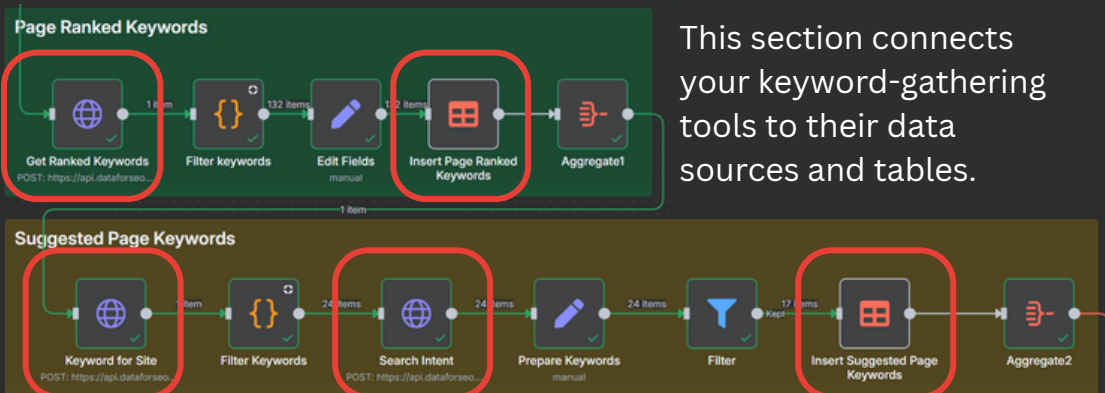 Page Ranked Keywords
This section connects
your keyword-gathering
tools to their data
sources and tables.
1 item
132 items
132 items
Get Ranked Keywords
POST: https://api.dataforseo...
Filter keywords
Edit Fields
manual
Insert Page Ranked
Keywords
Aggregate1
1 item
Suggested Page Keywords
1 item
24 items
24 items
24 items
17 items
Kept
Keyword for Site
POST: https://api.dataforseo...
Filter Keywords
Search Intent
POST: https://api.dataforseo...
Prepare Keywords
manual
Filter
Insert Suggested Page
Keywords
Aggregate2